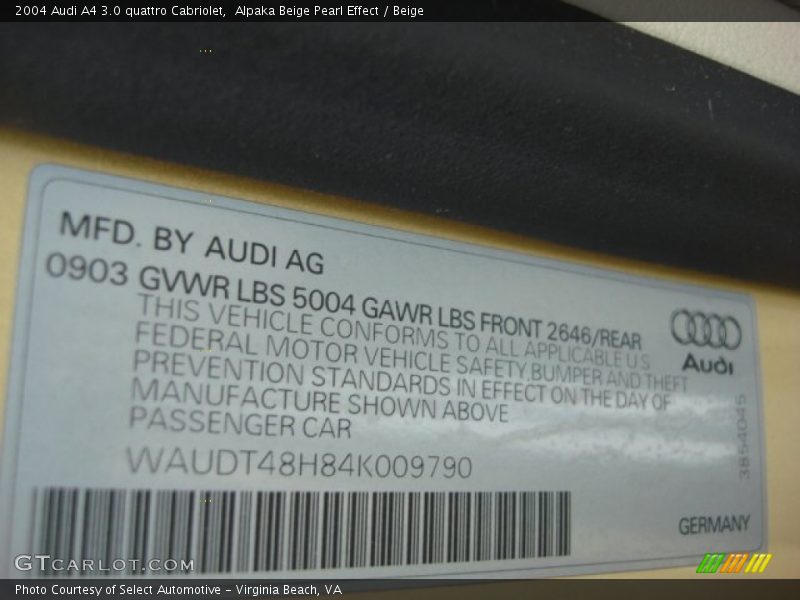 2004 Audi A4 3.0 quattro Cabriolet,  Alpaka Beige Pearl Effect / Beige
MFD. BY AUDI AG
0903 GVWR LBS 5004 GAWR LBS FRONT 2646/REAR
THIS VEHICLE CONFORMS TO ALL APPLICABLE U S
FEDERAL MOTOR VEHICLE SAFETY,BUMPER AND THEFT
PREVENTION STANDARDS IN EFFECT ON THE DAY OF
MANUFACTURE SHOWN ABOVE
PASSENGER CAR
WAUDT48H84K009790
Audi
3854045
GERMANY
GTcarlot.com
Photo Courtesy of Select Automotive - Virginia Beach, VA